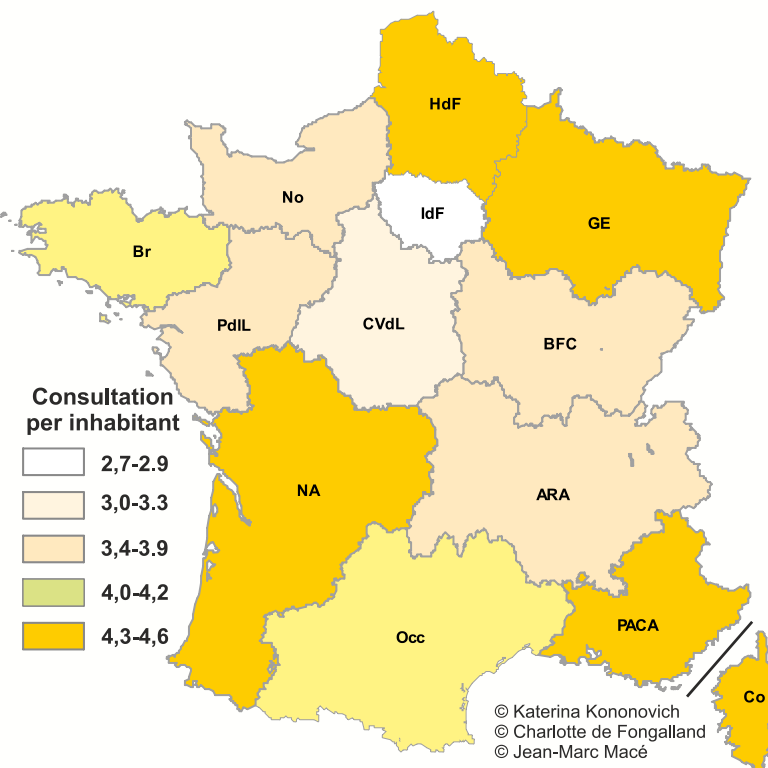 HdF
No
IdF
GE
Br
PdlL
CVdL
BFC
Consultation
per inhabitant
2,7-2.9
3,0-3.3
3,4-3.9
4,0-4,2
4,3-4,6
NA
ARA
Occ
PACA
Co
© Katerina Kononovich
© Charlotte de Fongalland
© Jean-Marc Macé